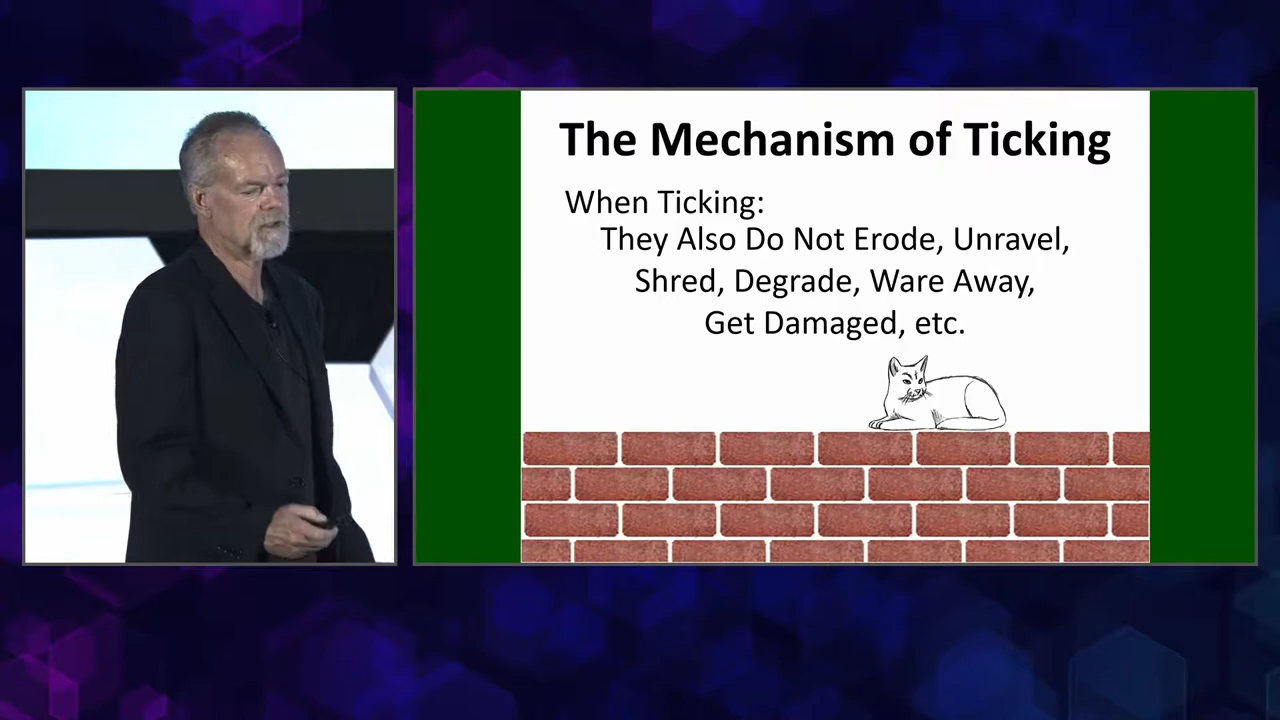 The Mechanism of Ticking
When Ticking:
They Also Do Not Erode, Unravel,
Shred, Degrade, Ware Away,
Get Damaged, etc.